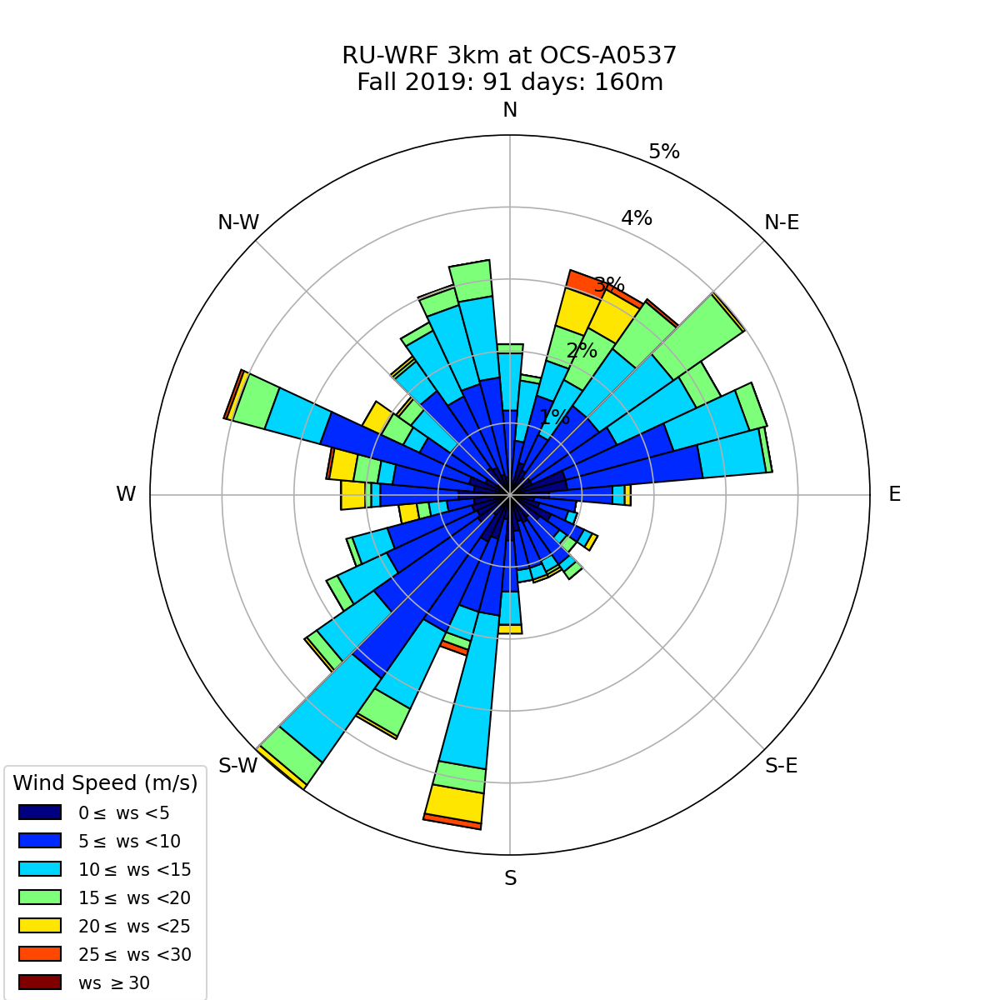 RU-WRF 3km at OCS-A0537
Fall 2019: 91 days: 160m
N
5%
N-W
4%
N-E
3%
2%
1%
W
E
S-W
S-E
S
Wind Speed (m/s)
0≤ ws <5
5≤ ws <10
10≤ ws <15
15≤ ws <20
20≤ ws <25
25≤ ws <30
ws ≥30